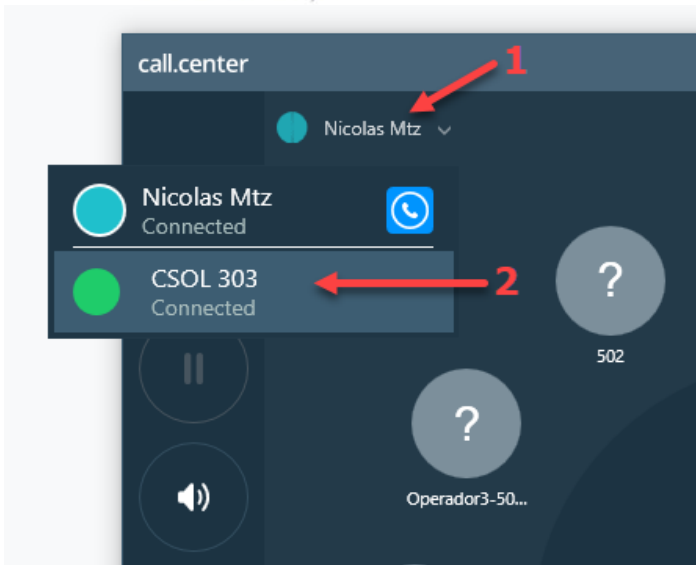 call.center
1
Nicolas Mtz
Nicolas Mtz
Connected
CSOL 303
Connected
2
?
502
?
Operador3-50...